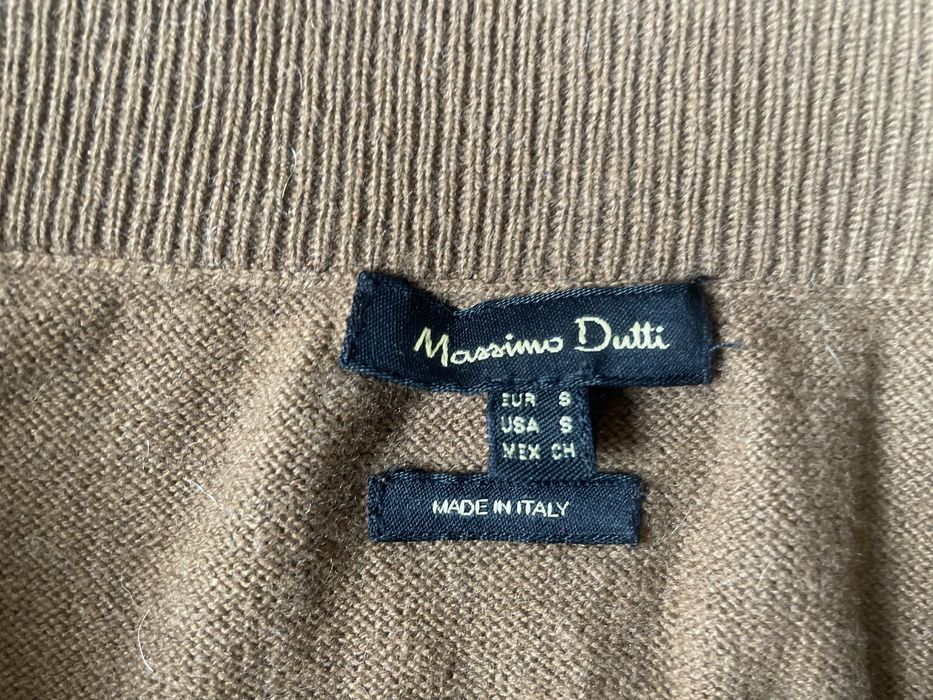 Massimo Dutti
EUR S
USA S
MEX CH
MADE IN ITALY